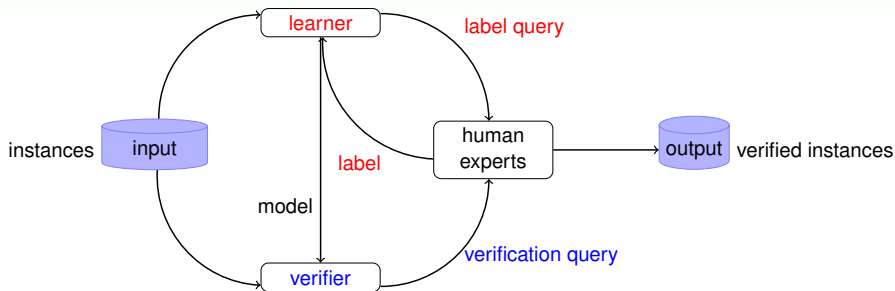 learner
label query
instances
input
human
experts
output
verified instances
label
model
verification query
verifier